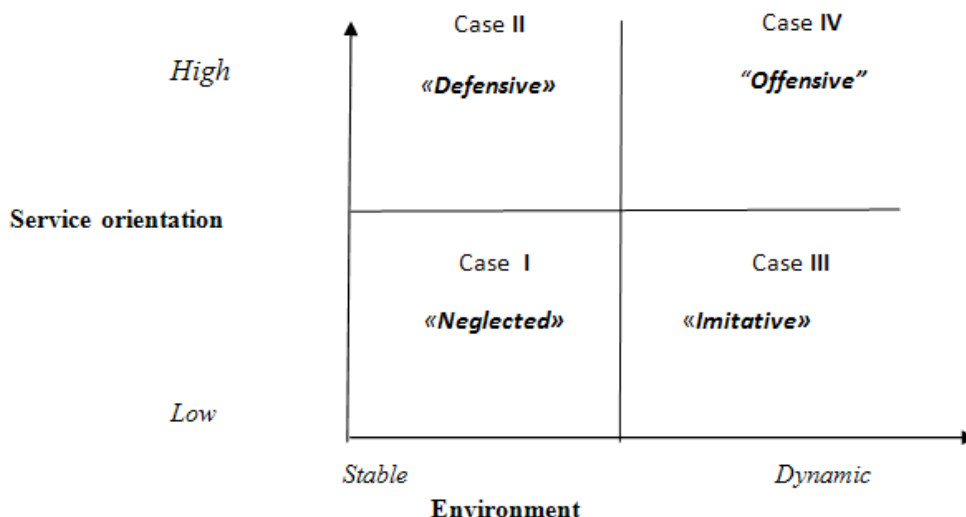 Case II
Case IV
High
«Defensive»
“Offensive”
Service orientation
Case I
Case III
«Neglected»
«Imitative»
Low
Stable
Dynamic
Environment